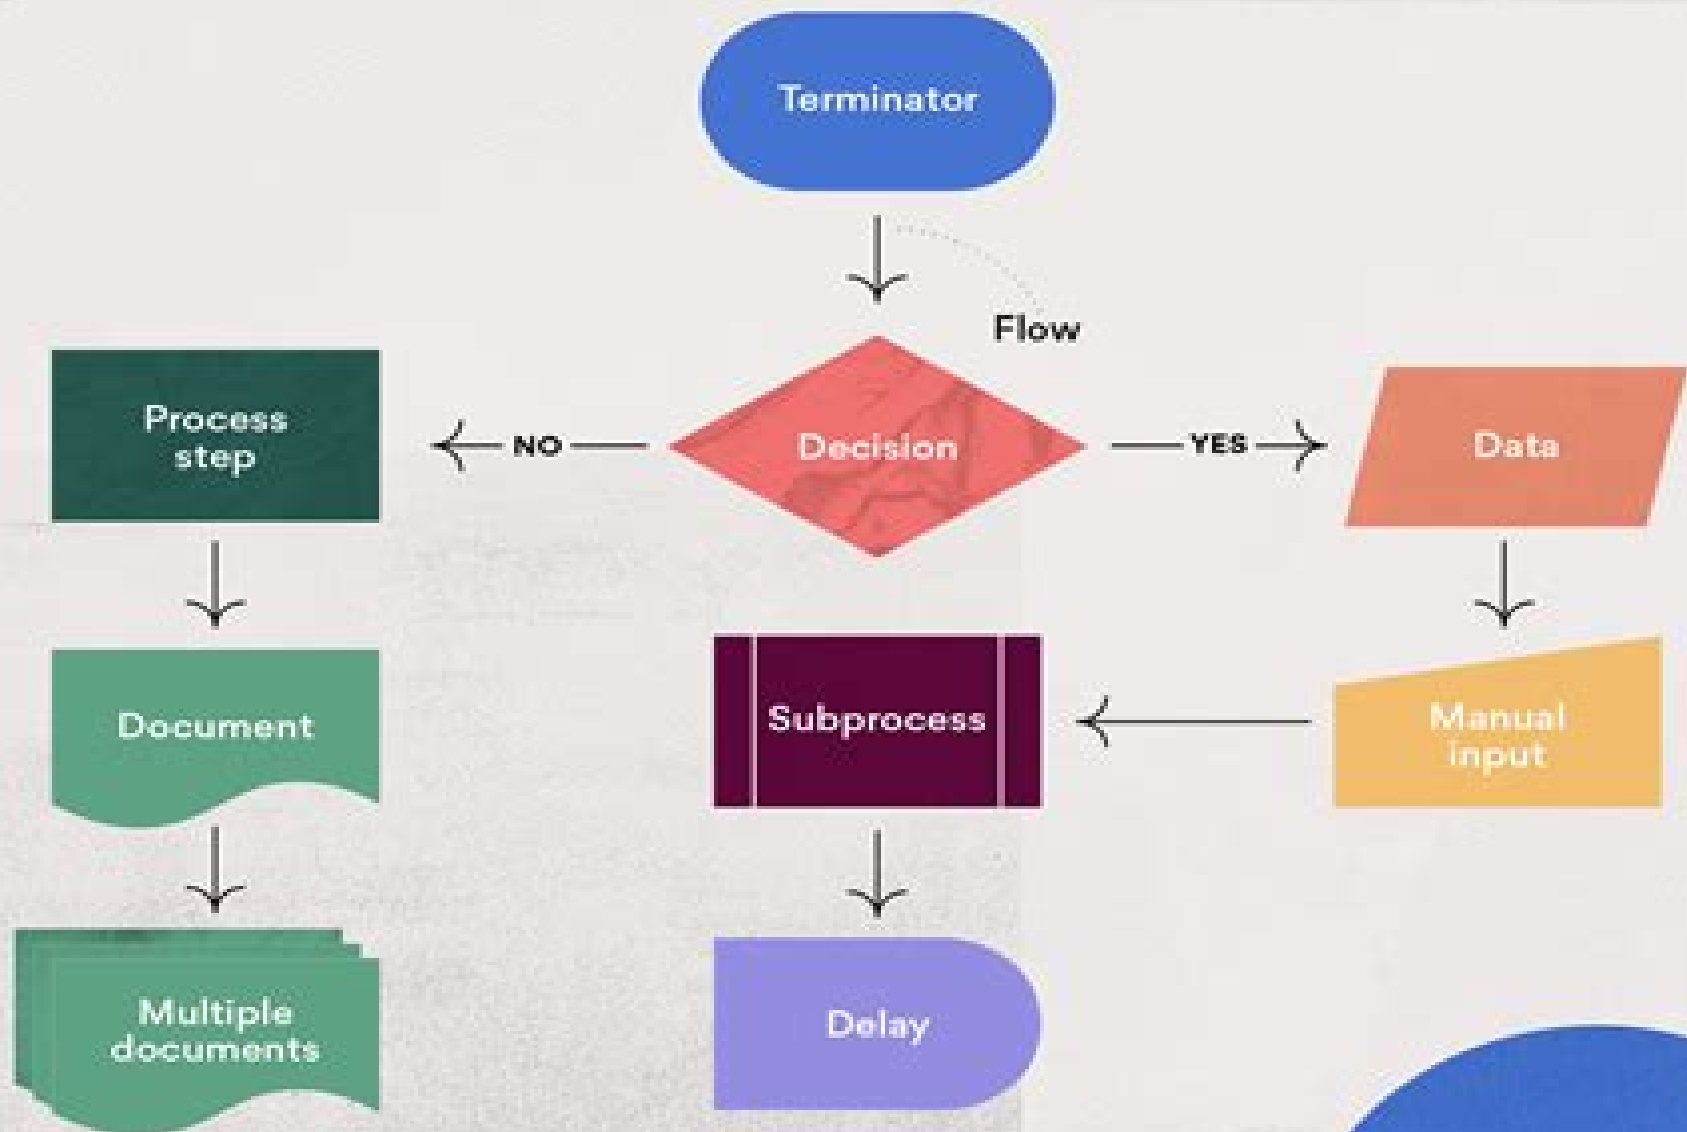 Terminator
Flow
Process
step
NO
Decision
YES
Data
Document
Subprocess
Manual
input
Multiple
documents
Delay